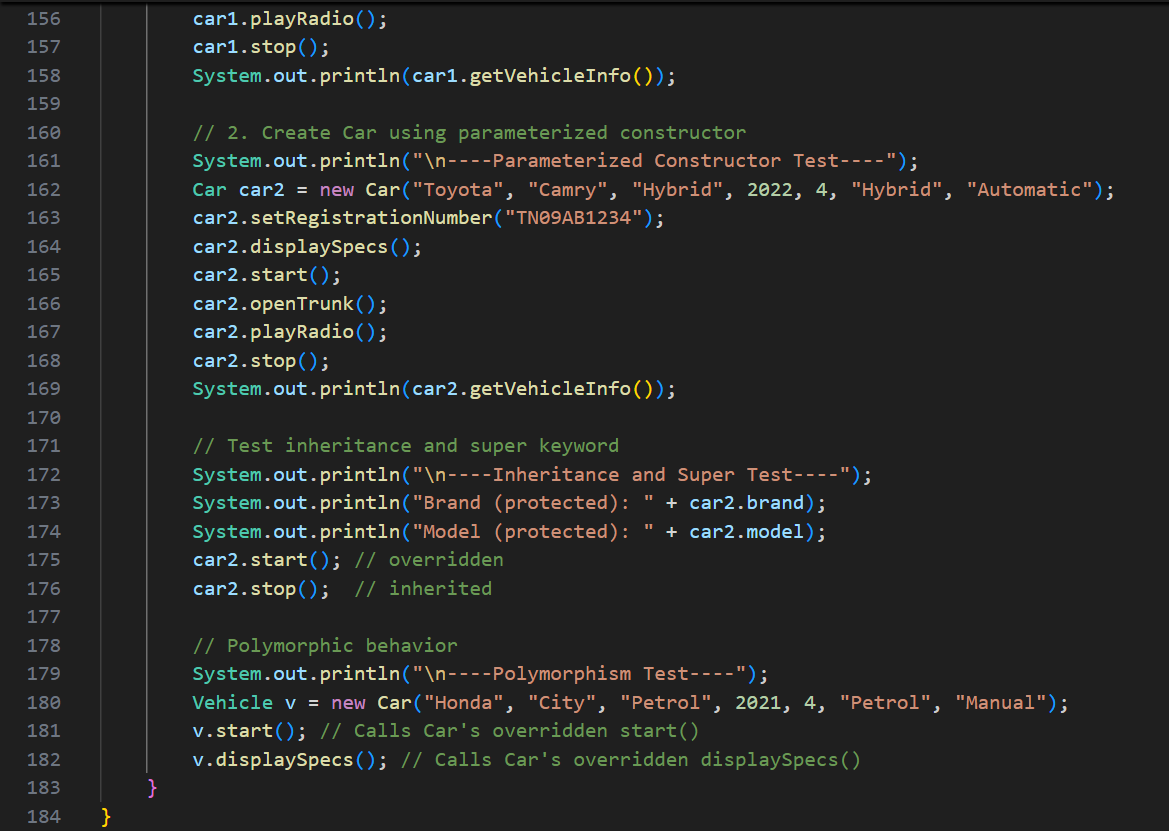 156 car1.playRadio();
157 car1.stop();
158 System.out.println(car1.getVehicleInfo());
159
160 // 2. Create Car using parameterized constructor
161 System.out.println("\n----Parameterized Constructor Test----");
162 Car car2 = new Car("Toyota", "Camry", "Hybrid", 2022, 4, "Hybrid", "Automatic");
163 car2.setRegistrationNumber("TN09AB1234");
164 car2.displaySpecs();
165 car2.start();
166 car2.openTrunk();
167 car2.playRadio();
168 car2.stop();
169 System.out.println(car2.getVehicleInfo());
170
171 // Test inheritance and super keyword
172 System.out.println("\n----Inheritance and Super Test----");
173 System.out.println("Brand (protected): " + car2.brand);
174 System.out.println("Model (protected): " + car2.model);
175 car2.start(); // overridden
176 car2.stop();  // inherited
177
178 // Polymorphic behavior
179 System.out.println("\n----Polymorphism Test----");
180 Vehicle v = new Car("Honda", "City", "Petrol", 2021, 4, "Petrol", "Manual");
181 v.start(); // Calls Car's overridden start()
182 v.displaySpecs(); // Calls Car's overridden displaySpecs()
183 }
184 }